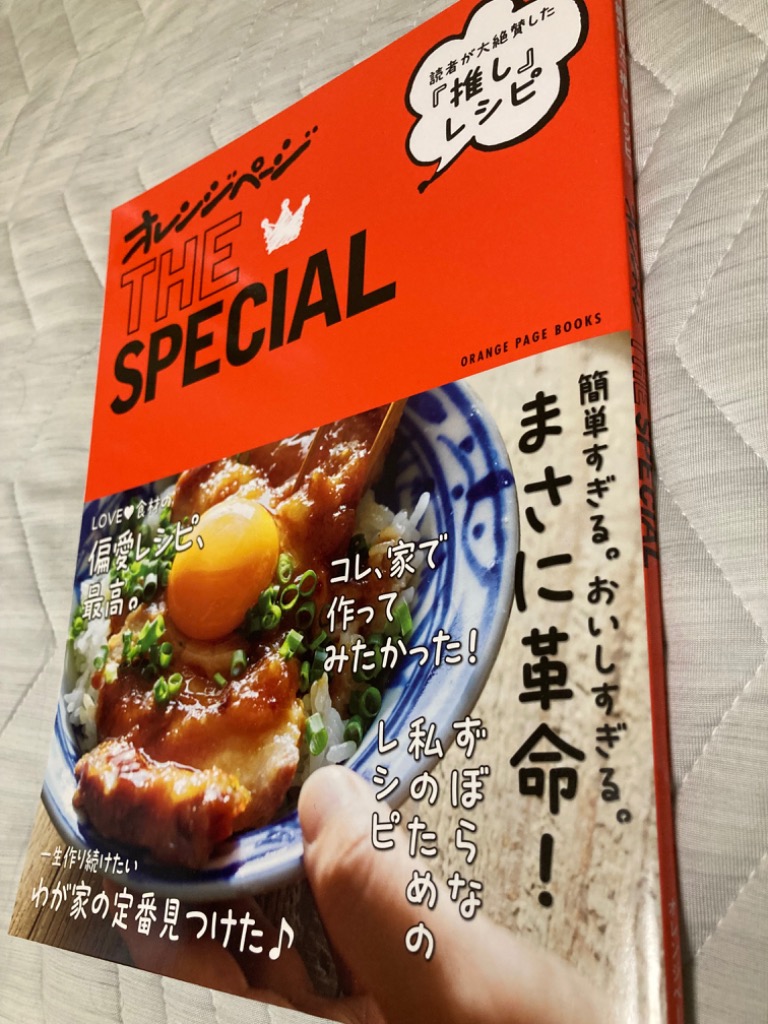 読者が大絶賛した
『推し』
レシピ
オレンジページ
THE
SPECIAL
ORANGE PAGE BOOKS
簡単すぎる。おいしすぎる。
まさに革命！
LOVE♥食材の
偏愛レシピ、
最高。
コレ、家で
作って
みたかった！
ずぼらな
私のための
レシピ
一生作り続けたい
わが家の定番見つけた♪
THE SPECIAL